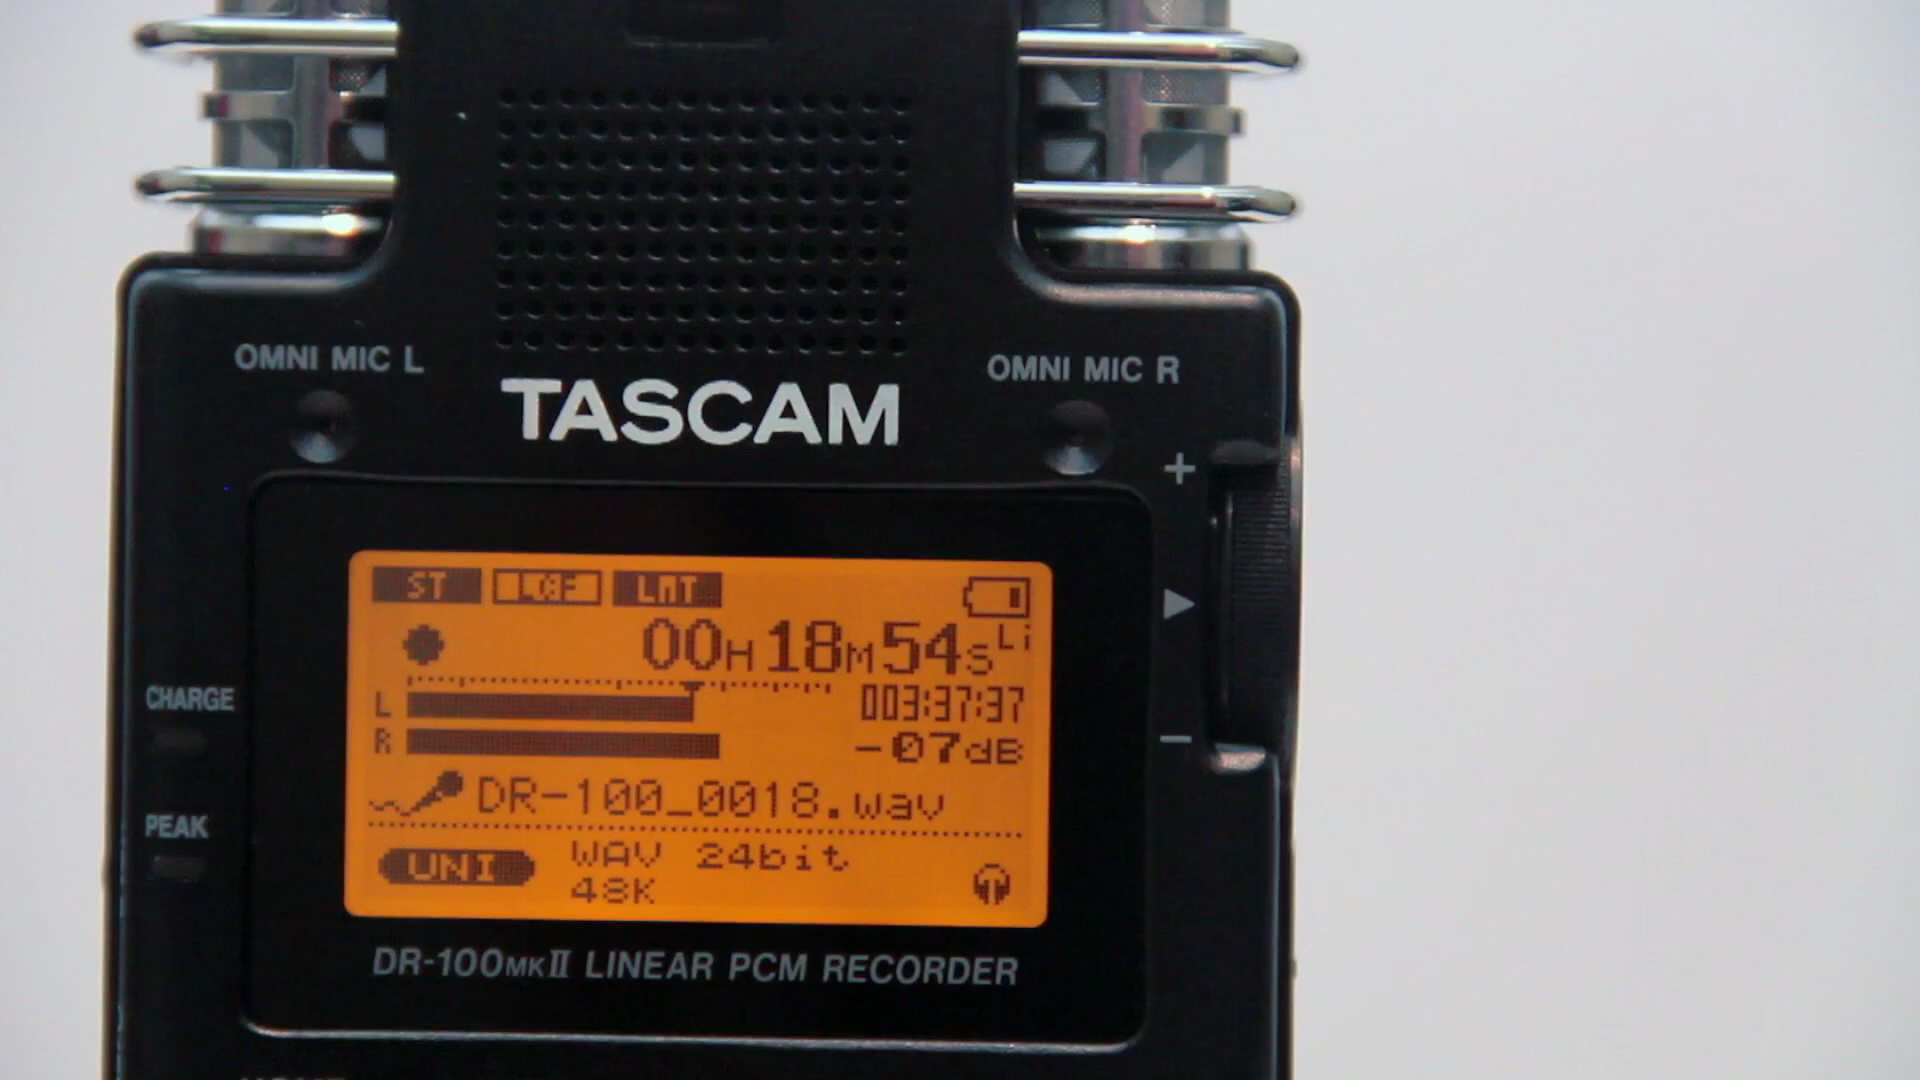 OMNI MIC L
OMNI MIC R
TASCAM
+
ST LCF LMT
00H18M54S Li
L 003:37:37
R -07dB
DR-100_0018.wav
UNI WAV 24bit
48K
-
CHARGE
PEAK
DR-100MKII LINEAR PCM RECORDER